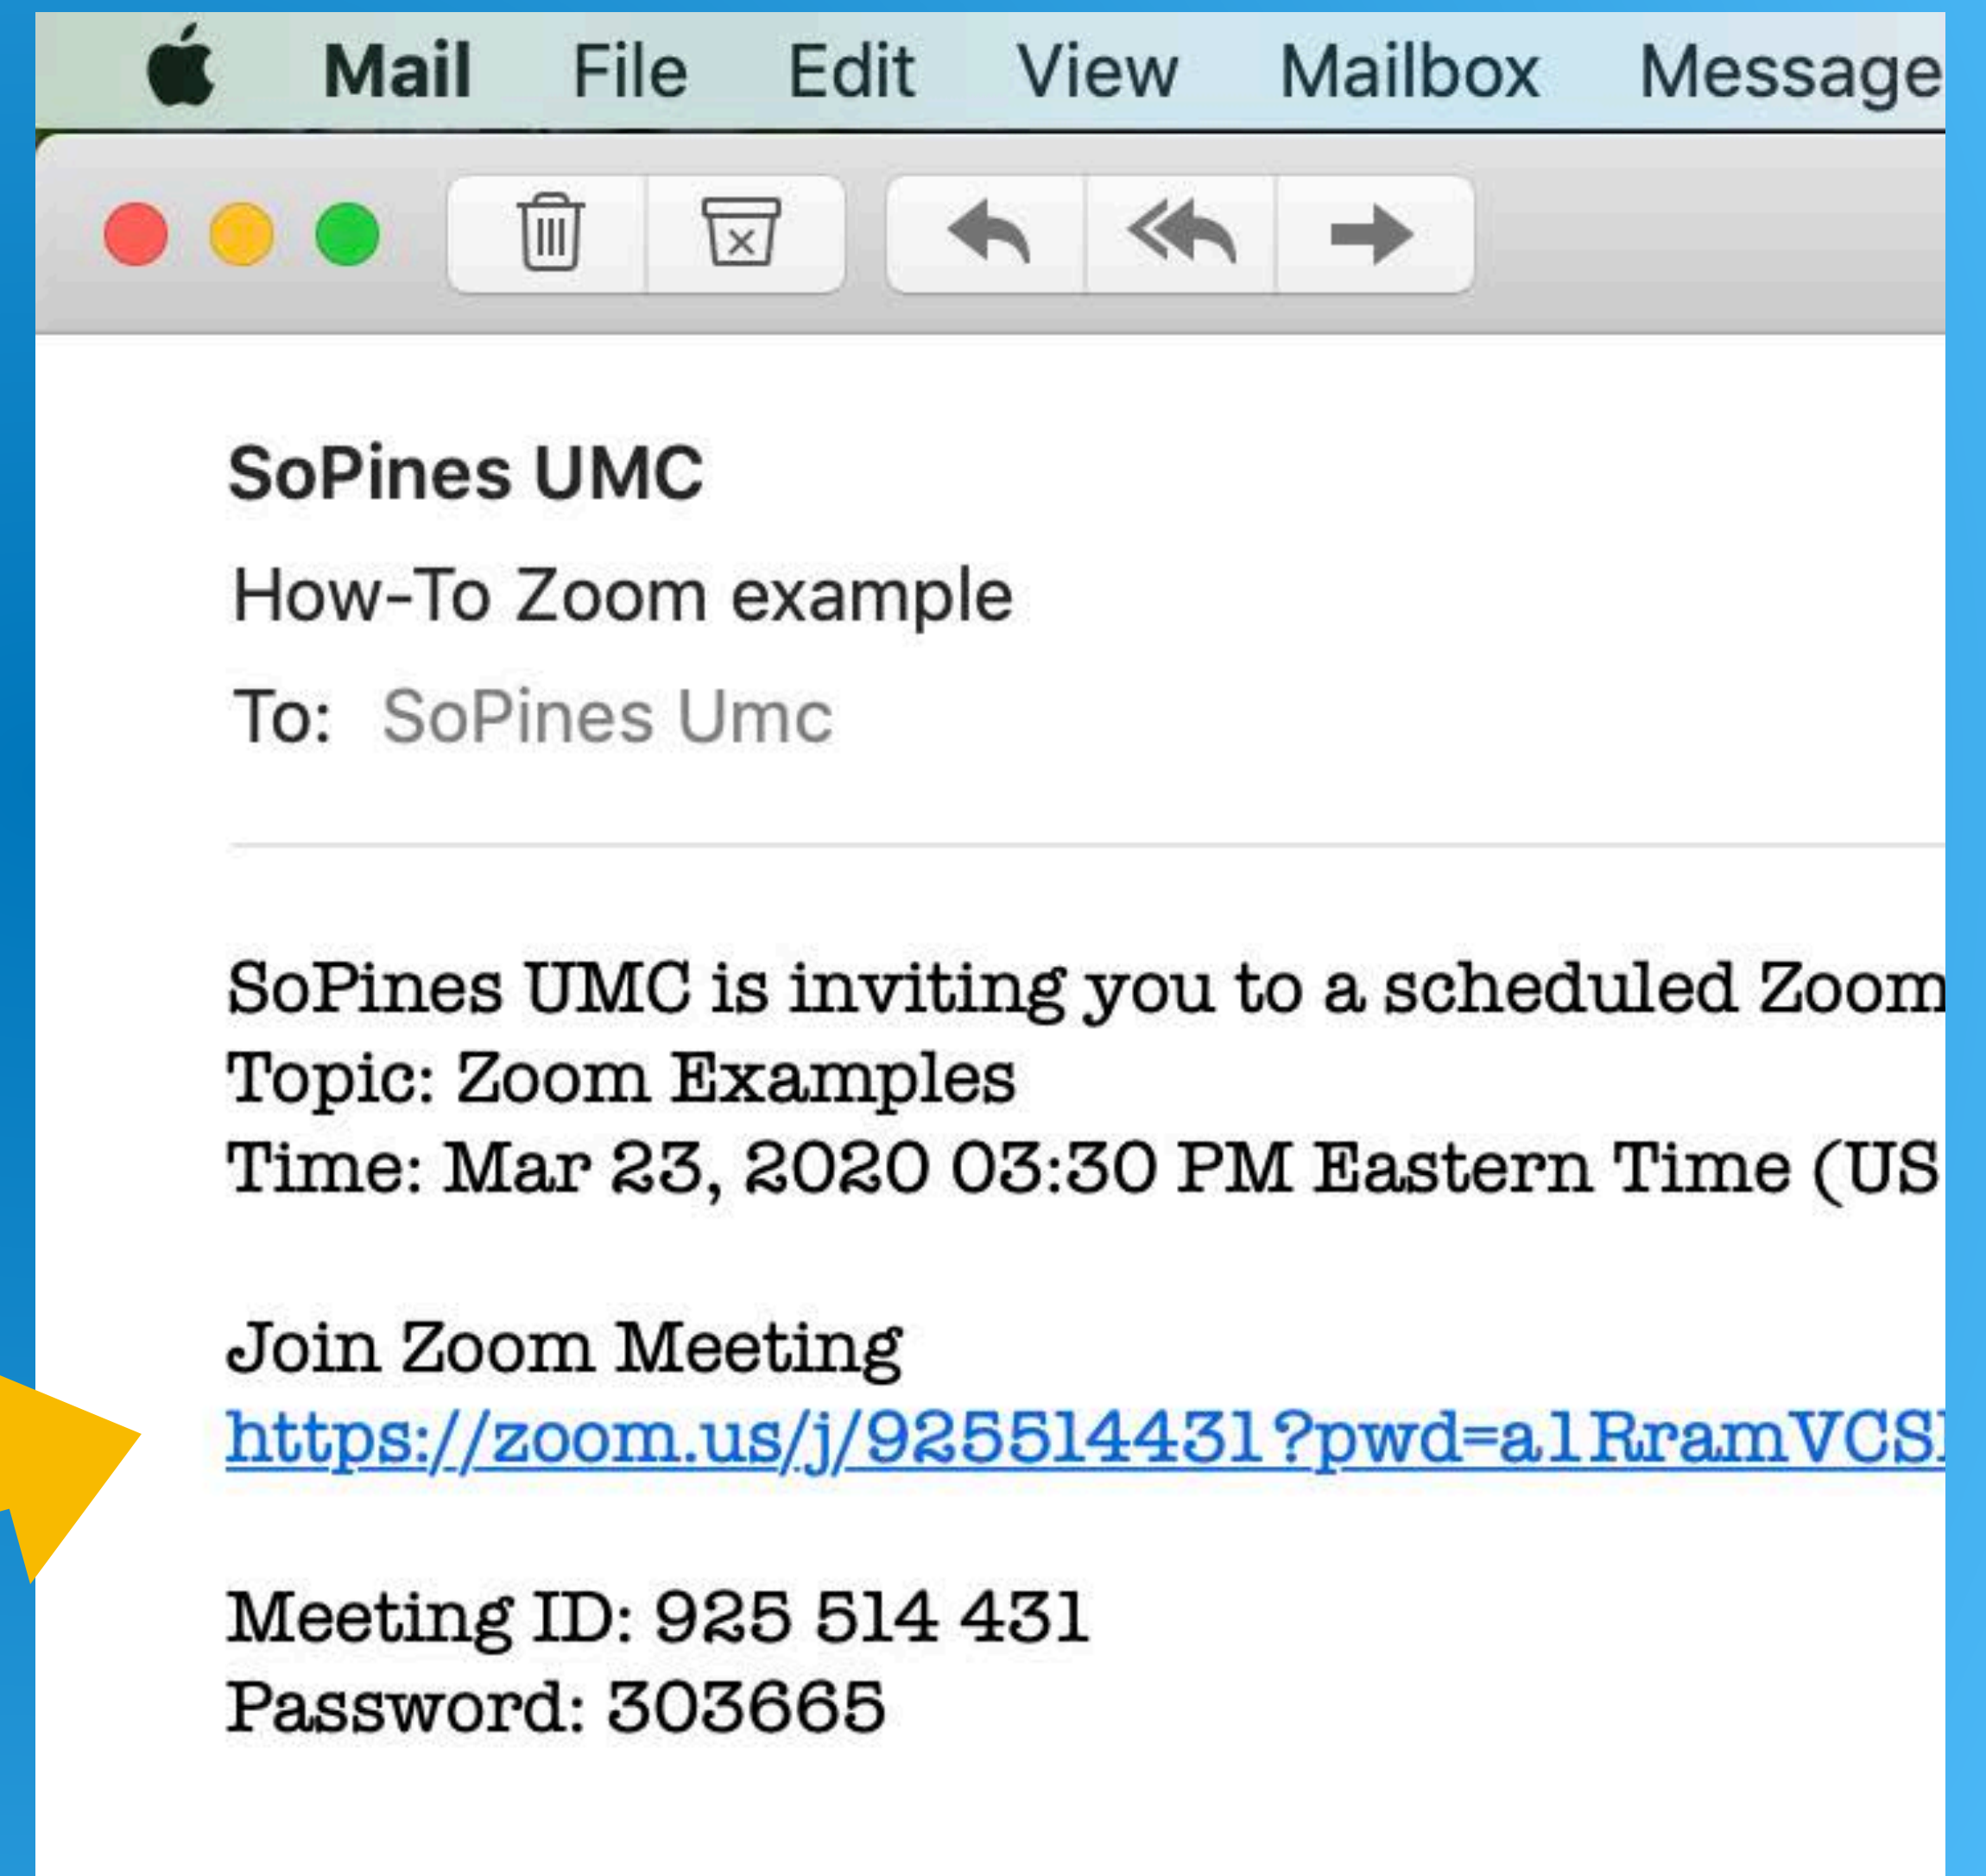 Mail File Edit View Mailbox Message
SoPines UMC
How-To Zoom example
To: SoPines Umc
SoPines UMC is inviting you to a scheduled Zoom
Topic: Zoom Examples
Time: Mar 23, 2020 03:30 PM Eastern Time (US
Join Zoom Meeting
https://zoom.us/j/925514431?pwd=a1RramVCS
Meeting ID: 925 514 431
Password: 303665